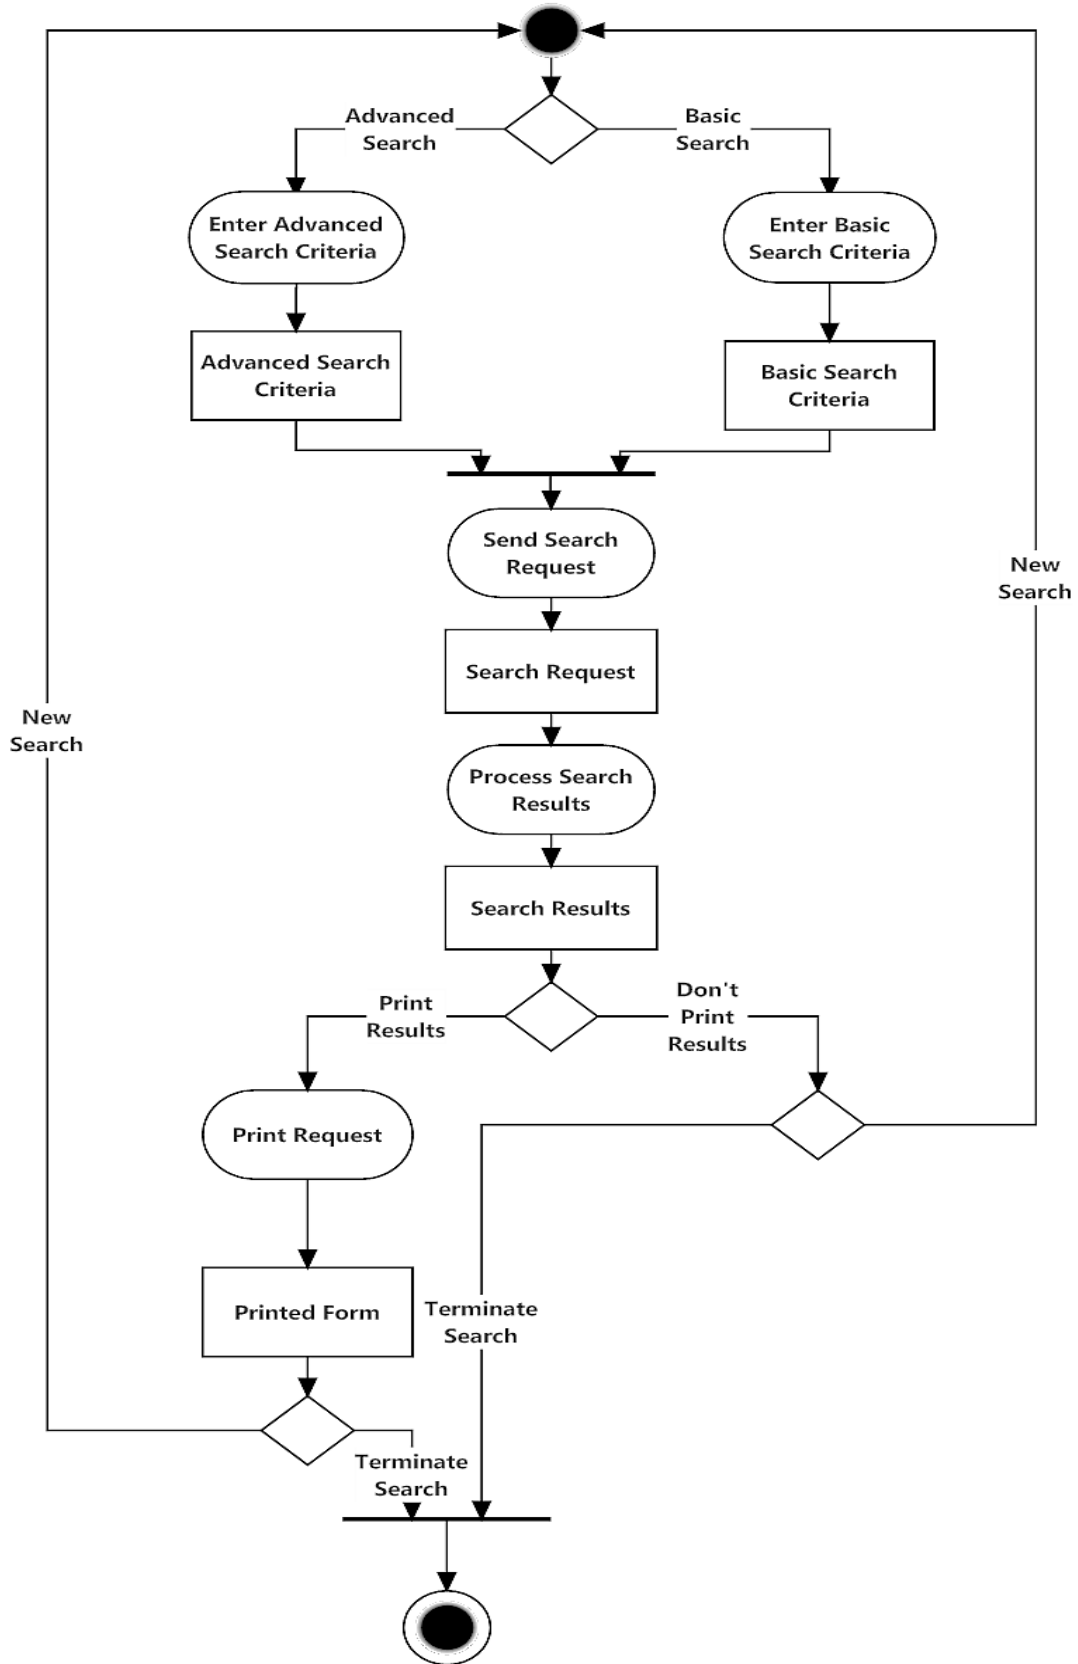 Advanced
Search
Basic
Search
Enter Advanced
Search Criteria
Enter Basic
Search Criteria
Advanced Search
Criteria
Basic Search
Criteria
Send Search
Request
New
Search
Search Request
New
Search
Process Search
Results
Search Results
Print
Results
Don't
Print
Results
Print Request
Printed Form
Terminate
Search
Terminate
Search